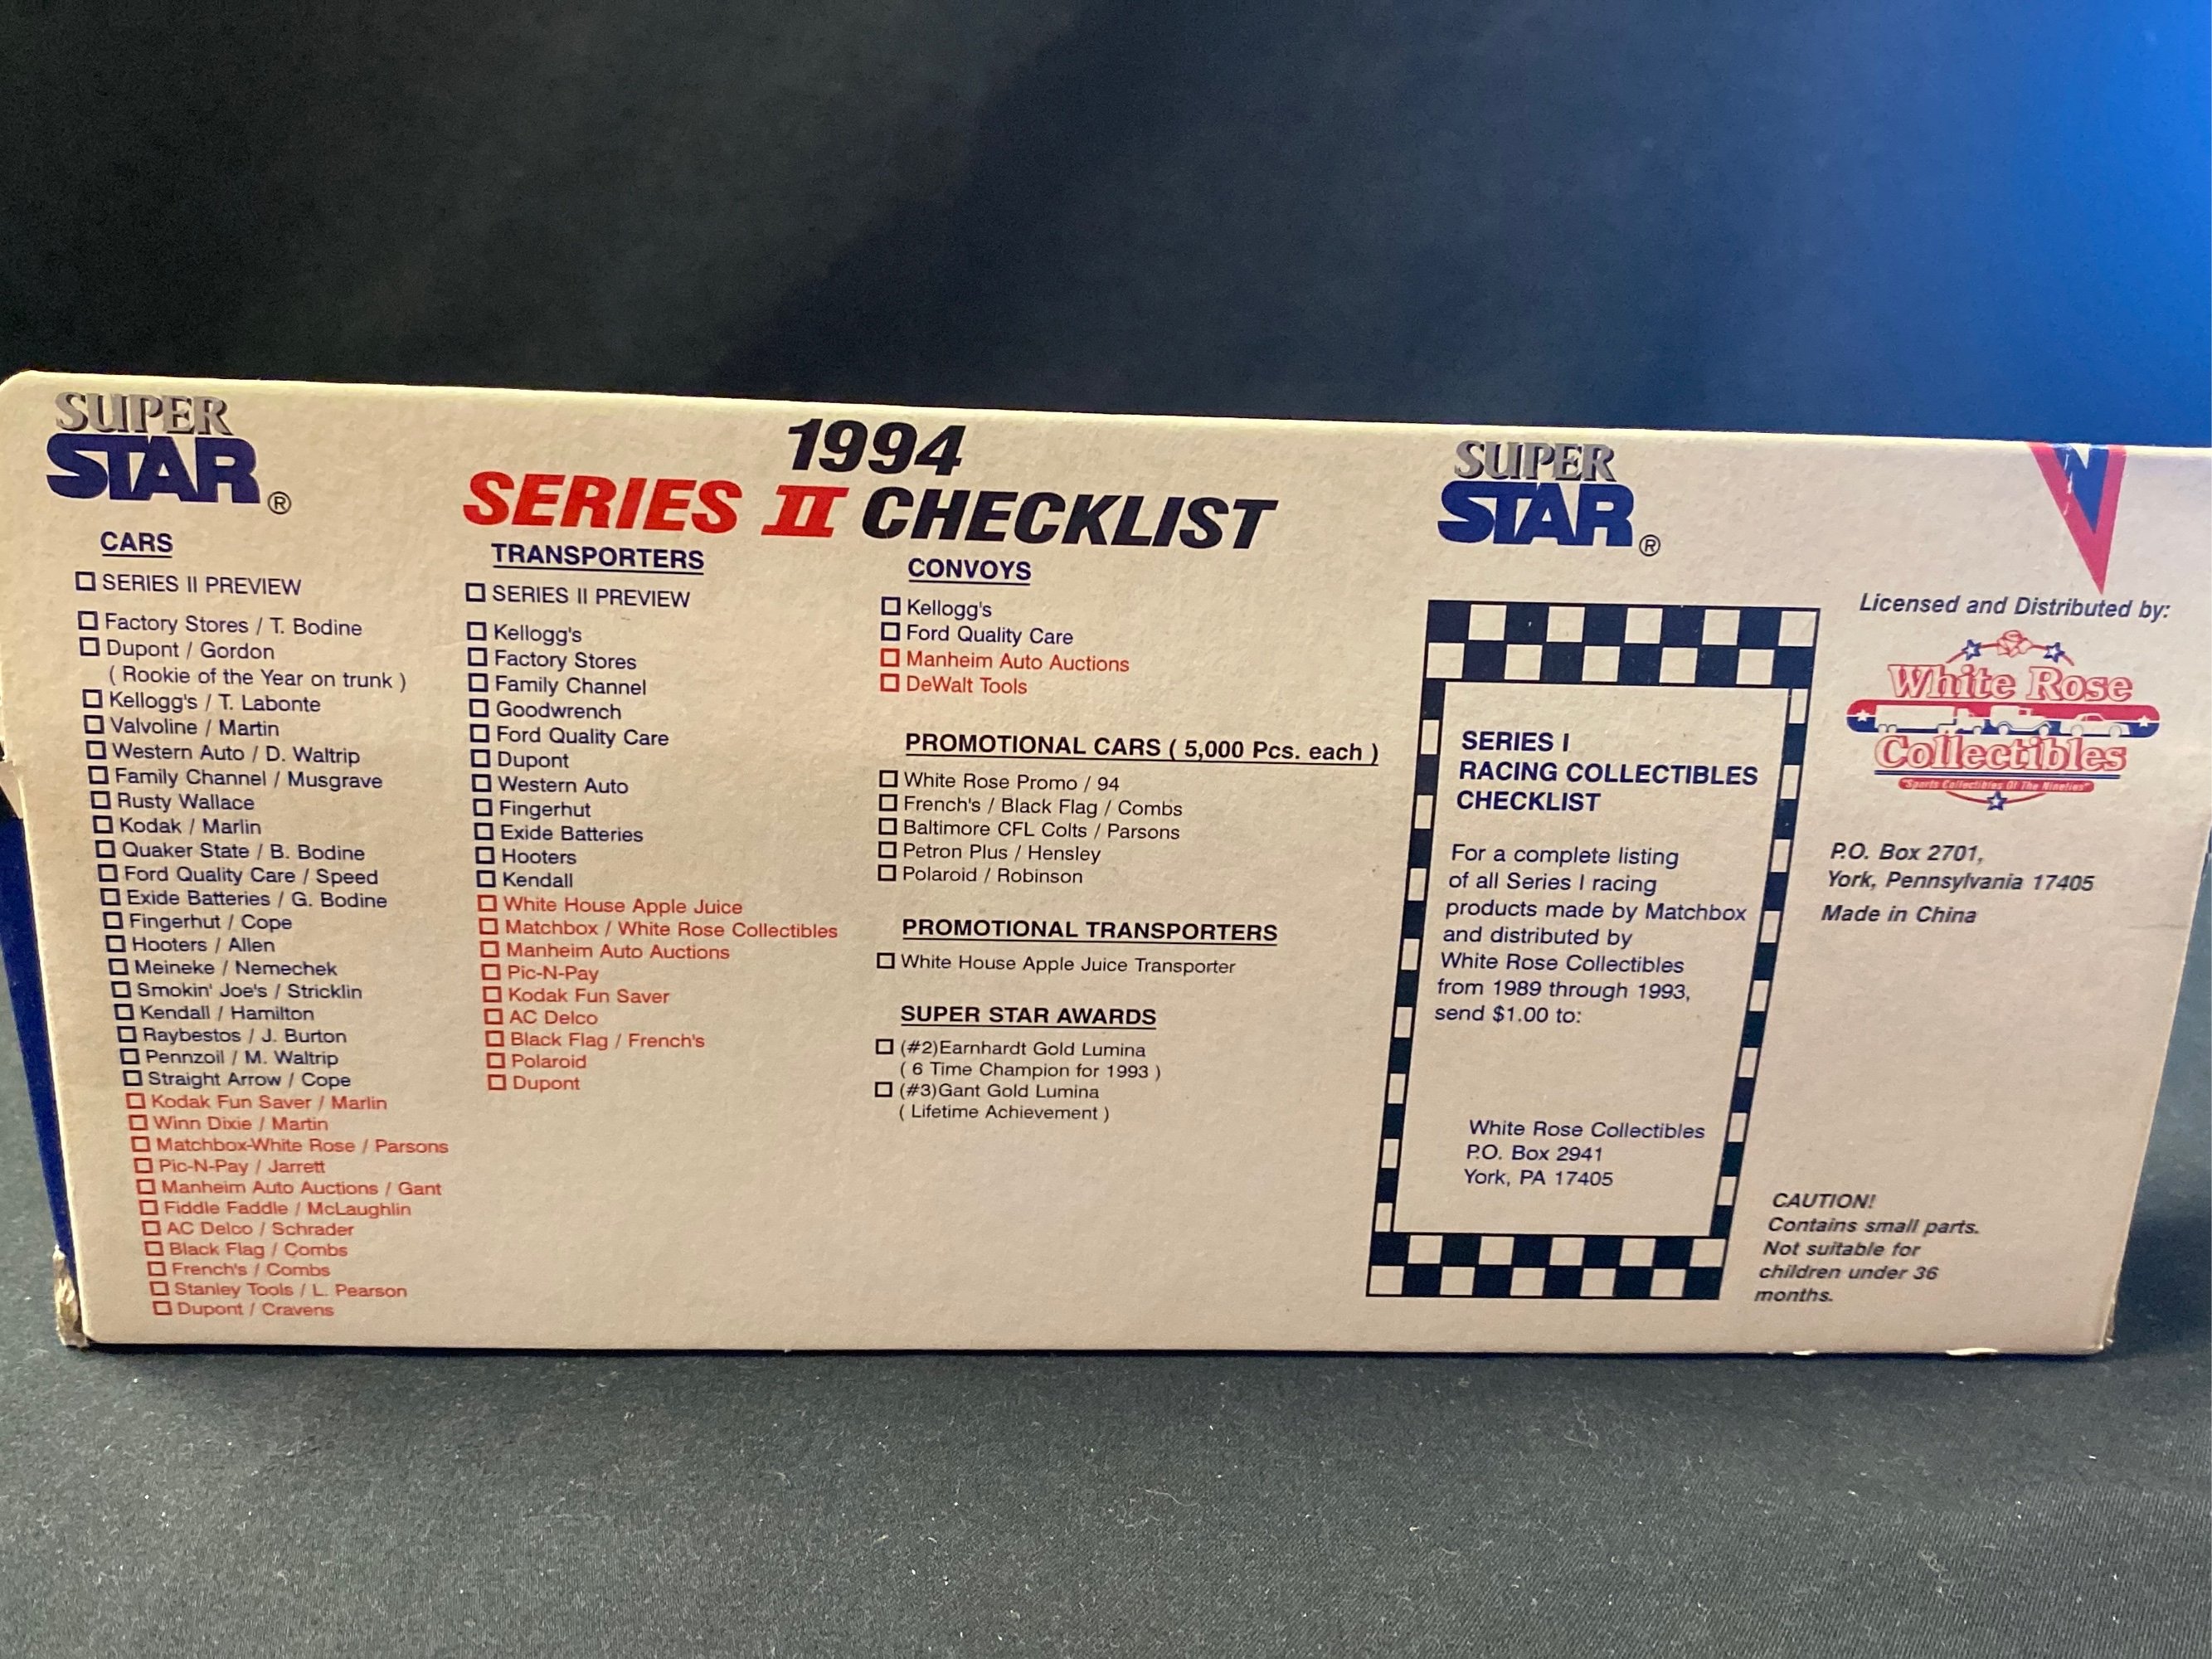 SUPER
STAR®
1994
SERIES II CHECKLIST
CARS
SERIES II PREVIEW
Factory Stores / T. Bodine
Dupont / Gordon
( Rookie of the Year on trunk )
Kellogg's / T. Labonte
Valvoline / Martin
Western Auto / D. Waltrip
Family Channel / Musgrave
Rusty Wallace
Kodak / Marlin
Quaker State / B. Bodine
Ford Quality Care / Speed
Exide Batteries / G. Bodine
Fingerhut / Cope
Hooters / Allen
Meineke / Nemechek
Smokin' Joe's / Stricklin
Kendall / Hamilton
Raybestos / J. Burton
Pennzoil / M. Waltrip
Straight Arrow / Cope
Kodak Fun Saver / Marlin
Winn Dixie / Martin
Matchbox-White Rose / Parsons
Pic-N-Pay / Jarrett
Manheim Auto Auctions / Gant
Fiddle Faddle / McLaughlin
AC Delco / Schrader
Black Flag / Combs
French's / Combs
Stanley Tools / L. Pearson
Dupont / Cravens
TRANSPORTERS
SERIES II PREVIEW
Kellogg's
Factory Stores
Family Channel
Goodwrench
Ford Quality Care
Dupont
Western Auto
Fingerhut
Exide Batteries
Hooters
Kendall
White House Apple Juice
Matchbox / White Rose Collectibles
Manheim Auto Auctions
Pic-N-Pay
Kodak Fun Saver
AC Delco
Black Flag / French's
Polaroid
Dupont
CONVOYS
Kellogg's
Ford Quality Care
Manheim Auto Auctions
DeWalt Tools
PROMOTIONAL CARS ( 5,000 Pcs. each )
White Rose Promo / 94
French's / Black Flag / Combs
Baltimore CFL Colts / Parsons
Petron Plus / Hensley
Polaroid / Robinson
PROMOTIONAL TRANSPORTERS
White House Apple Juice Transporter
SUPER STAR AWARDS
(#2)Earnhardt Gold Lumina
( 6 Time Champion for 1993 )
(#3)Gant Gold Lumina
( Lifetime Achievement )
SUPER
STAR®
SERIES I
RACING COLLECTIBLES
CHECKLIST
For a complete listing
of all Series I racing
products made by Matchbox
and distributed by
White Rose Collectibles
from 1989 through 1993,
send $1.00 to:
White Rose Collectibles
P.O. Box 2941
York, PA 17405
Licensed and Distributed by:
White Rose
Collectibles
"Sports Collectibles Of The Nineties"
P.O. Box 2701,
York, Pennsylvania 17405
Made in China
CAUTION!
Contains small parts.
Not suitable for
children under 36
months.